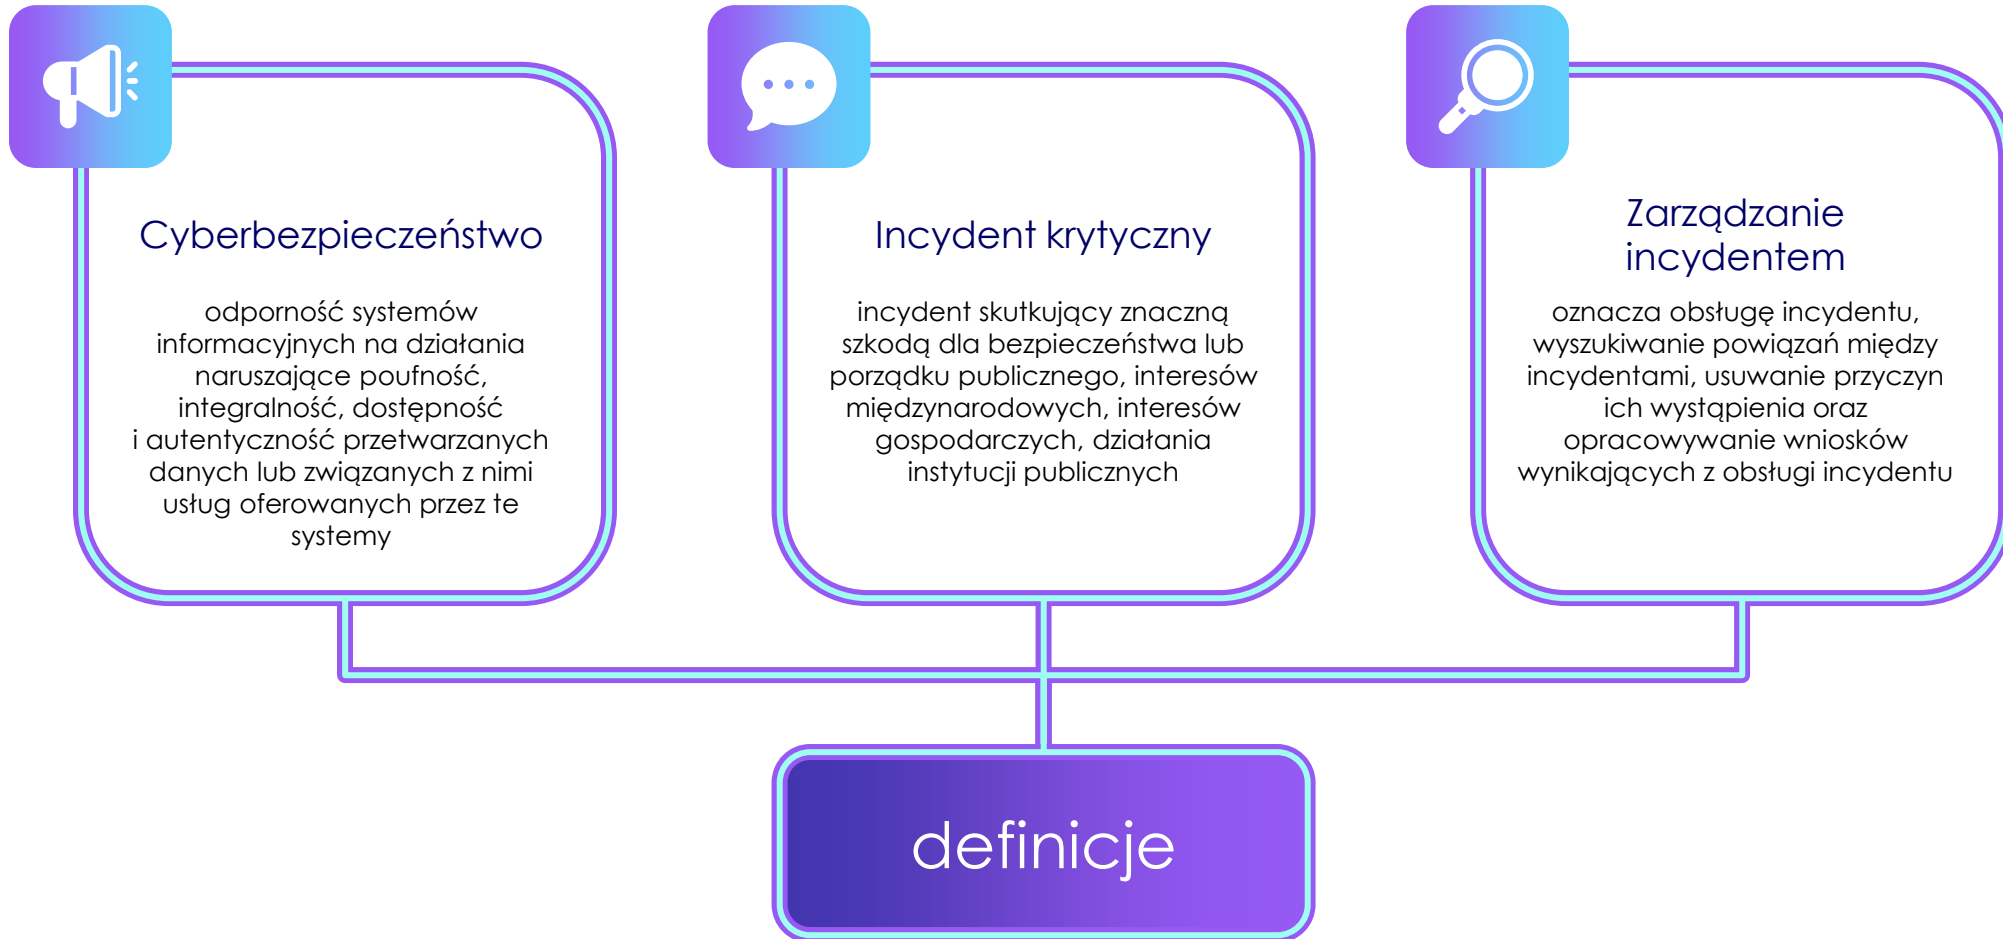 Cyberbezpieczeństwo
odporność systemów
informacyjnych na działania
naruszające poufność,
integralność, dostępność
i autentyczność przetwarzanych
danych lub związanych z nimi
usług oferowanych przez te
systemy
Incydent krytyczny
incydent skutkujący znaczną
szkodą dla bezpieczeństwa lub
porządku publicznego, interesów
międzynarodowych, interesów
gospodarczych, działania
instytucji publicznych
Zarządzanie
incydentem
oznacza obsługę incydentu,
wyszukiwanie powiązań między
incydentami, usuwanie przyczyn
ich wystąpienia oraz
opracowywanie wniosków
wynikających z obsługi incydentu
definicje